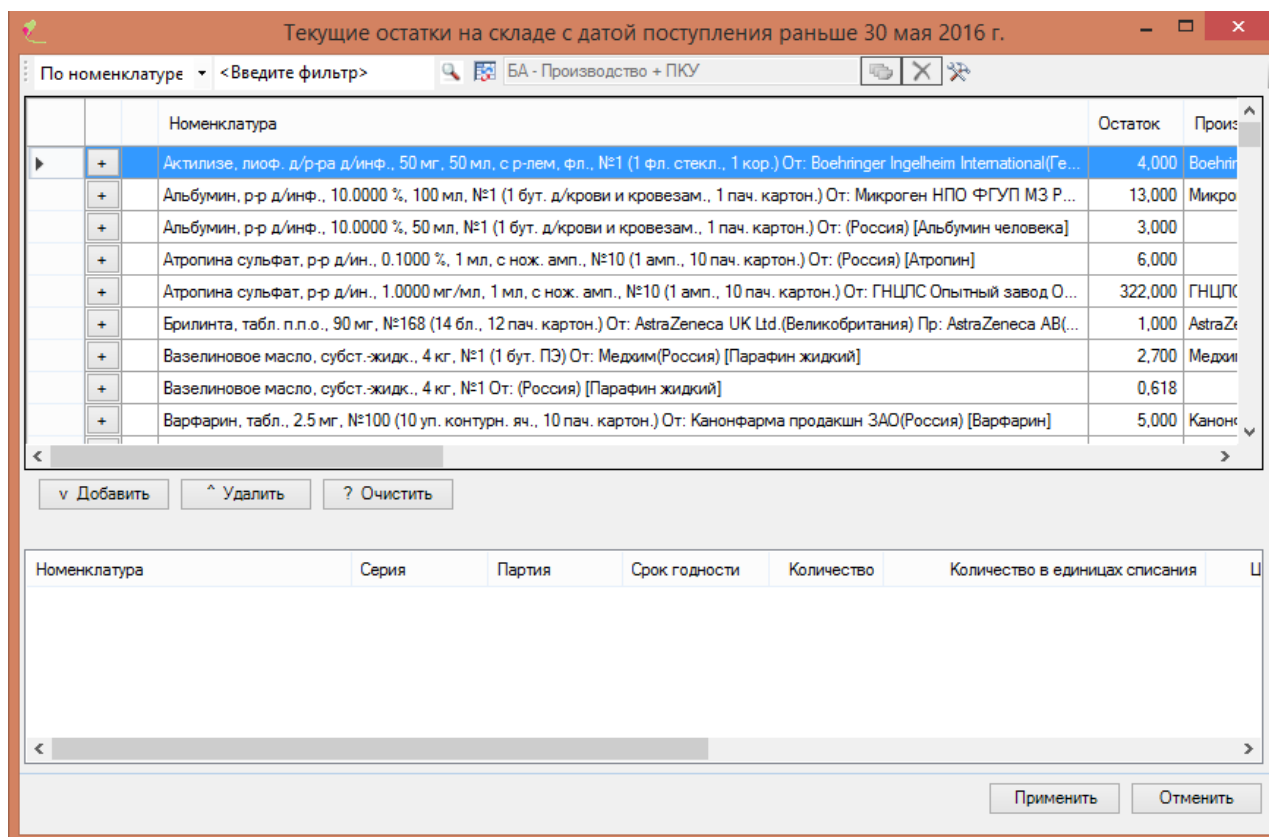 Текущие остатки на складе с датой поступления раньше 30 мая 2016 г.
По номенклатуре <Введите фильтр> БА - Производство + ПКУ
Номенклатура Остаток Произ
+ Актилизе, лиоф. д/р-ра д/инф., 50 мг, 50 мл, с р-лем, фл., №1 (1 фл. стекл., 1 кор.) От: Boehringer Ingelheim International(Ге... 4,000 Boehrin
+ Альбумин, р-р д/инф., 10.0000 %, 100 мл, №1 (1 бут. д/крови и кровезам., 1 пач. картон.) От: Микроген НПО ФГУП МЗ Р... 13,000 Микро
+ Альбумин, р-р д/инф., 10.0000 %, 50 мл, №1 (1 бут. д/крови и кровезам., 1 пач. картон.) От: (Россия) [Альбумин человека] 3,000
+ Атропина сульфат, р-р д/ин., 0.1000 %, 1 мл, с нож. амп., №10 (1 амп., 10 пач. картон.) От: (Россия) [Атропин] 6,000
+ Атропина сульфат, р-р д/ин., 1.0000 мг/мл, 1 мл, с нож. амп., №10 (1 амп., 10 пач. картон.) От: ГНЦЛС Опытный завод О... 322,000 ГНЦЛС
+ Брилинта, табл. п.п.о., 90 мг, №168 (14 бл., 12 пач. картон.) От: AstraZeneca UK Ltd.(Великобритания) Пр: AstraZeneca AB(... 1,000 AstraZe
+ Вазелиновое масло, субст.-жидк., 4 кг, №1 (1 бут. ПЭ) От: Медхим(Россия) [Парафин жидкий] 2,700 Медхим
+ Вазелиновое масло, субст.-жидк., 4 кг, №1 От: (Россия) [Парафин жидкий] 0,618
+ Варфарин, табл., 2.5 мг, №100 (10 уп. контурн. яч., 10 пач. картон.) От: Канонфарма продакшн ЗАО(Россия) [Варфарин] 5,000 Канонф
v Добавить ^ Удалить ? Очистить
Номенклатура Серия Партия Срок годности Количество Количество в единицах списания Ц
Применить Отменить